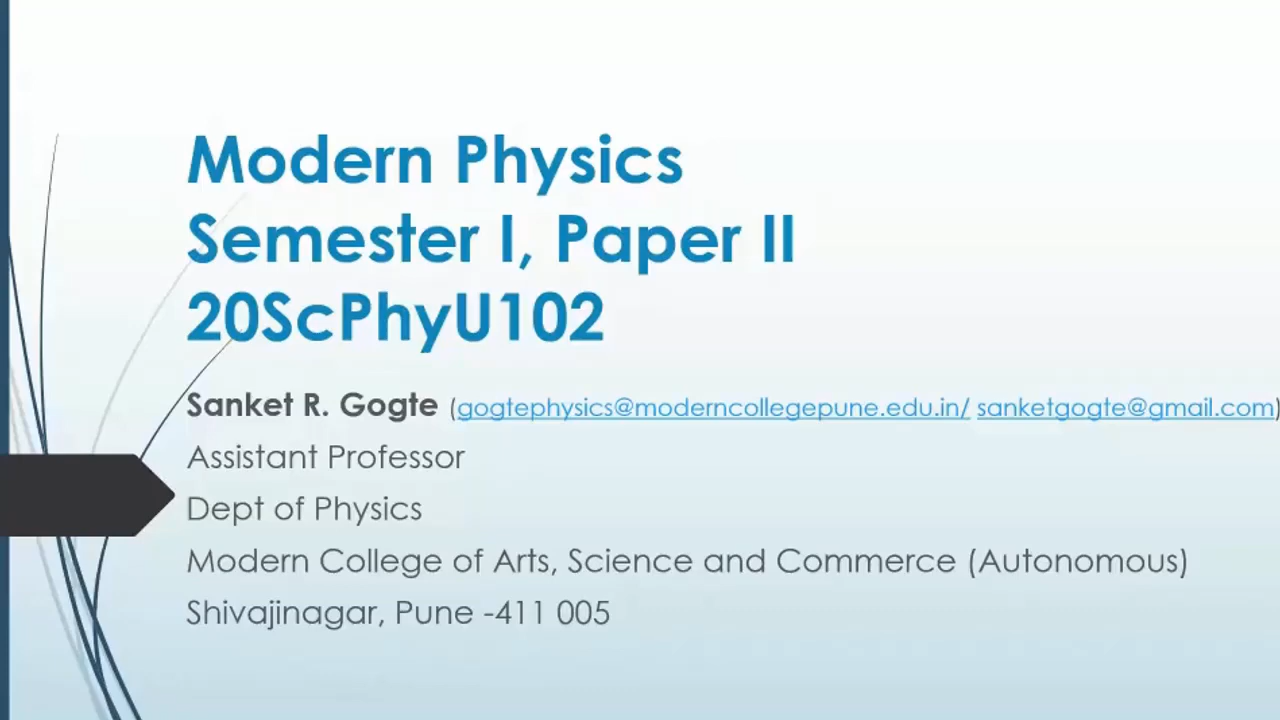 Modern Physics
Semester I, Paper II
20ScPhyU102
Sanket R. Gogte (gogtephysics@moderncollegepune.edu.in/ sanketgogte@gmail.com)
Assistant Professor
Dept of Physics
Modern College of Arts, Science and Commerce (Autonomous)
Shivajinagar, Pune -411 005